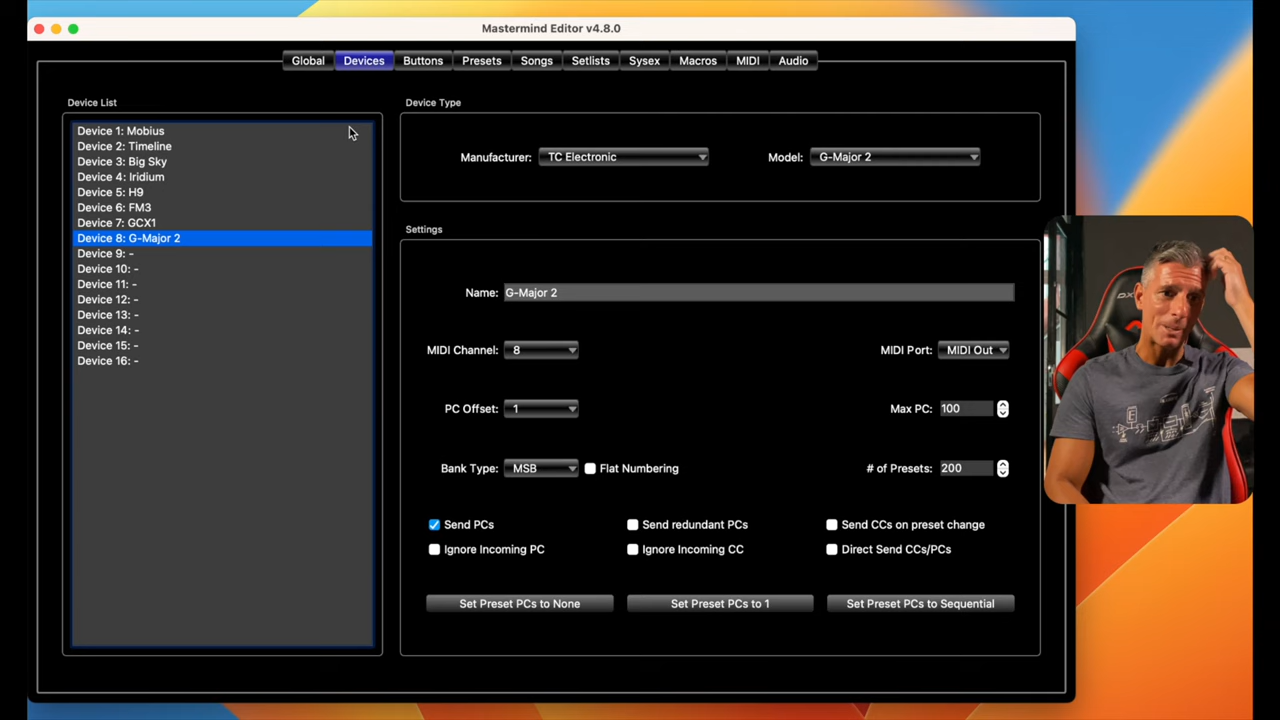 Mastermind Editor v4.8.0
Global Devices Buttons Presets Songs Setlists Sysex Macros MIDI Audio
Device List
Device 1: Mobius
Device 2: Timeline
Device 3: Big Sky
Device 4: Iridium
Device 5: H9
Device 6: FM3
Device 7: GCX1
Device 8: G-Major 2
Device 9: -
Device 10: -
Device 11: -
Device 12: -
Device 13: -
Device 14: -
Device 15: -
Device 16: -
Device Type
Manufacturer: TC Electronic Model: G-Major 2
Settings
Name: G-Major 2
MIDI Channel: 8 MIDI Port: MIDI Out
PC Offset: 1 Max PC: 100
Bank Type: MSB Flat Numbering # of Presets: 200
Send PCs Send redundant PCs Send CCs on preset change
Ignore Incoming PC Ignore Incoming CC Direct Send CCs/PCs
Set Preset PCs to None Set Preset PCs to 1 Set Preset PCs to Sequential